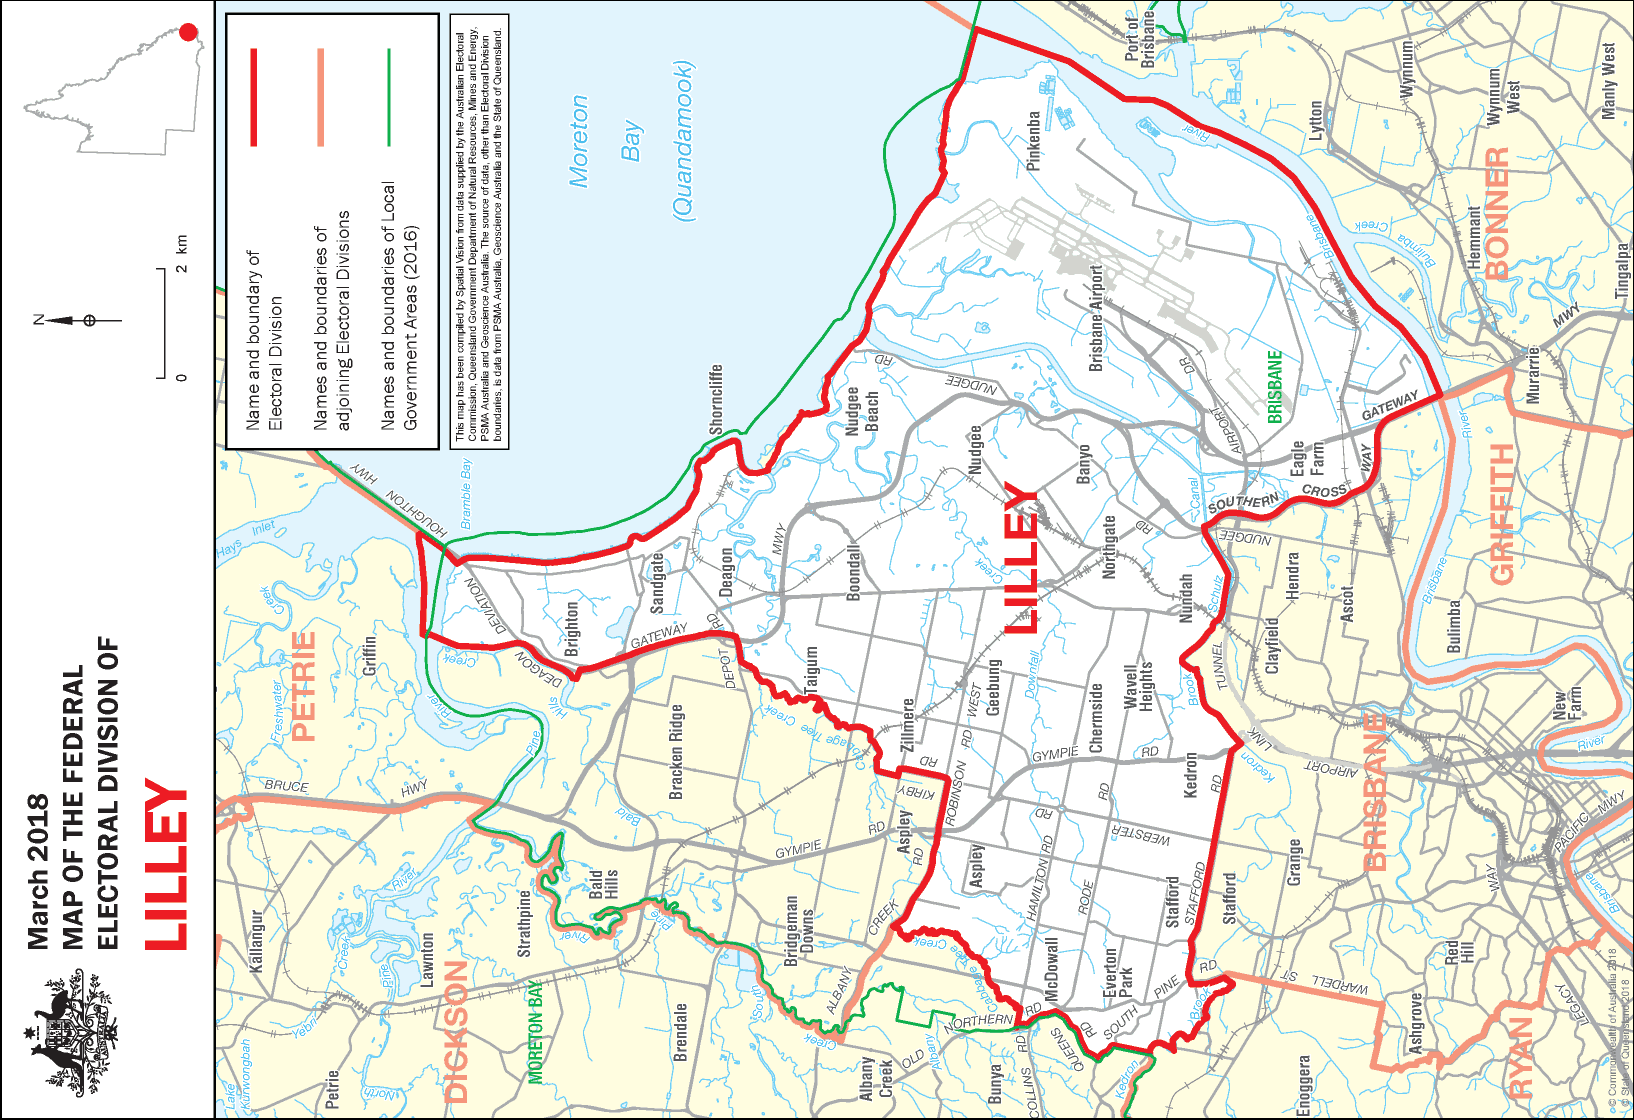 March 2018
MAP OF THE FEDERAL
ELECTORAL DIVISION OF
LILLEY
N
0
2 km
Name and boundary of
Electoral Division
Names and boundaries of
adjoining Electoral Divisions
Names and boundaries of Local
Government Areas (2016)
This map has been compiled by Spatial Vision from data supplied by the Australian Electoral
Commission, Queensland Government Department of Natural Resources, Mines and Energy,
PSMA Australia and Geoscience Australia. The source of data, other than Electoral Division
boundaries, is data from PSMA Australia, Geoscience Australia and the State of Queensland.
Moreton
Bay
(Quandamook)
Bramble Bay
Hays Inlet
HOUGHTON
HWY
PETRIE
Griffin
Freshwater
Creek
BRUCE
HWY
Kallangur
Lake
Kurwongbah
Petrie
Yebri
Creek
North
Pine
River
Lawnton
DICKSON
MORETON BAY
Strathpine
Bald
Hills
River
Pine
Brendale
South
Bridgeman
Downs
ALBANY
CREEK
RD
Creek
Albany
Creek
OLD
NORTHERN
RD
Albany
Bunya
COLLINS
RD
QUEENS
RD
Kedron
Brook
Enoggera
Pine
River
Creek
DEAGON
DEVIATION
Brighton
Sandgate
Deagon
Shorncliffe
GATEWAY
MWY
DEPOT
RD
Bracken Ridge
Bald
Hills
GYMPIE
RD
Taigum
Boondall
Cabbage Tree Creek
Zillmere
KIRBY
RD
ROBINSON
RD
WEST
Geebung
Aspley
Aspley
LILLEY
Nudgee
Beach
NUDGEE
RD
Nudgee
Banyo
Northgate
RD
Nundah
Downfall
Creek
Chermside
Wavell
Heights
GYMPIE
RD
Kedron
WEBSTER
RD
HAMILTON RD
RODE
RD
Stafford
STAFFORD
RD
Stafford
Cabbage Tree Creek
McDowall
Everton
Park
SOUTH
PINE
RD
Pinkenba
Brisbane Airport
BRISBANE
AIRPORT
DR
Eagle
Farm
SOUTHERN
CROSS
WAY
GATEWAY
Schulz
Canal
NUDGEE
Hendra
Ascot
Clayfield
TUNNEL
Kedron
Brook
AIRPORT
LINK
Grange
BRISBANE
WARDELL
ST
Red
Hill
Ashgrove
RYAN
LEGACY
WAY
PACIFIC
MWY
Brisbane
New
Farm
River
Bulimba
Brisbane
River
GRIFFITH
Murarrie
MWY
Tingalpa
Hemmant
BONNER
Bulimba
Creek
Brisbane
River
Lytton
Wynnum
Wynnum
West
Manly West
Port of
Brisbane
© Commonwealth of Australia 2018
© State of Queensland 2018